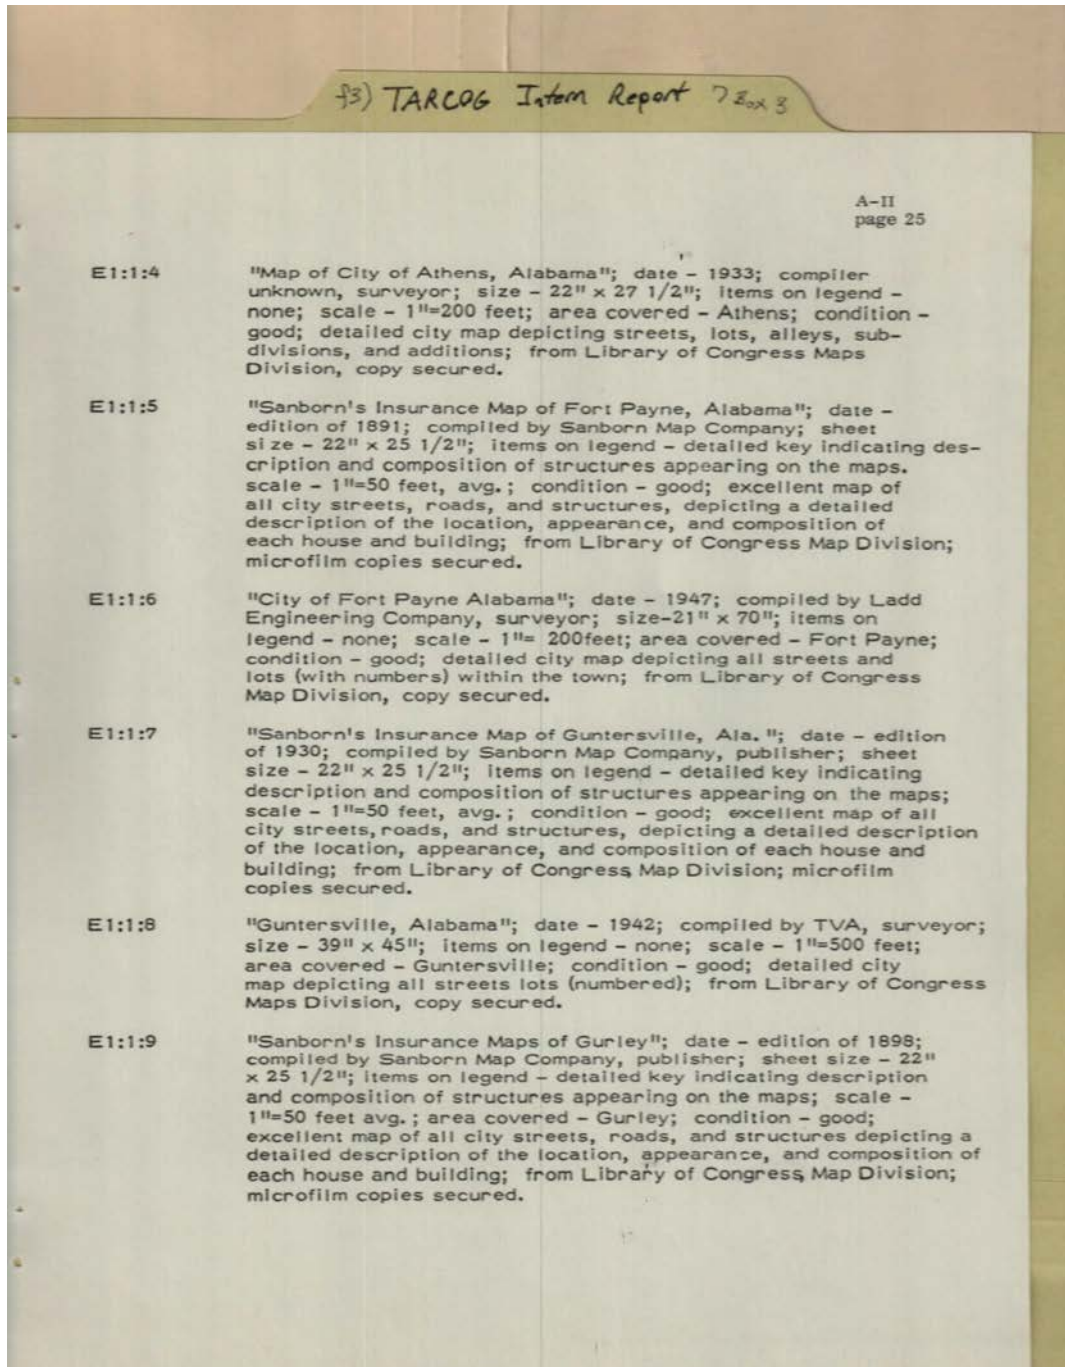 f3) TARCOG Intern Report 7 Box 3
A-II
page 25
E1:1:4 "Map of City of Athens, Alabama"; date - 1933; compiler
unknown, surveyor; size - 22" x 27 1/2"; items on legend -
none; scale - 1"=200 feet; area covered - Athens; condition -
good; detailed city map depicting streets, lots, alleys, sub-
divisions, and additions; from Library of Congress Maps
Division, copy secured.
E1:1:5 "Sanborn's Insurance Map of Fort Payne, Alabama"; date -
edition of 1891; compiled by Sanborn Map Company; sheet
size - 22" x 25 1/2"; items on legend - detailed key indicating des-
cription and composition of structures appearing on the maps.
scale - 1"=50 feet, avg.; condition - good; excellent map of
all city streets, roads, and structures, depicting a detailed
description of the location, appearance, and composition of
each house and building; from Library of Congress Map Division;
microfilm copies secured.
E1:1:6 "City of Fort Payne Alabama"; date - 1947; compiled by Ladd
Engineering Company, surveyor; size-21" x 70"; items on
legend - none; scale - 1"= 200feet; area covered - Fort Payne;
condition - good; detailed city map depicting all streets and
lots (with numbers) within the town; from Library of Congress
Map Division, copy secured.
E1:1:7 "Sanborn's Insurance Map of Guntersville, Ala. "; date - edition
of 1930; compiled by Sanborn Map Company, publisher; sheet
size - 22" x 25 1/2"; items on legend - detailed key indicating
description and composition of structures appearing on the maps;
scale - 1"=50 feet, avg.; condition - good; excellent map of all
city streets, roads, and structures, depicting a detailed description
of the location, appearance, and composition of each house and
building; from Library of Congress, Map Division; microfilm
copies secured.
E1:1:8 "Guntersville, Alabama"; date - 1942; compiled by TVA, surveyor;
size - 39" x 45"; items on legend - none; scale - 1"=500 feet;
area covered - Guntersville; condition - good; detailed city
map depicting all streets lots (numbered); from Library of Congress
Maps Division, copy secured.
E1:1:9 "Sanborn's Insurance Maps of Gurley"; date - edition of 1898;
compiled by Sanborn Map Company, publisher; sheet size - 22"
x 25 1/2"; items on legend - detailed key indicating description
and composition of structures appearing on the maps; scale -
1"=50 feet avg.; area covered - Gurley; condition - good;
excellent map of all city streets, roads, and structures depicting a
detailed description of the location, appearance, and composition of
each house and building; from Library of Congress, Map Division;
microfilm copies secured.